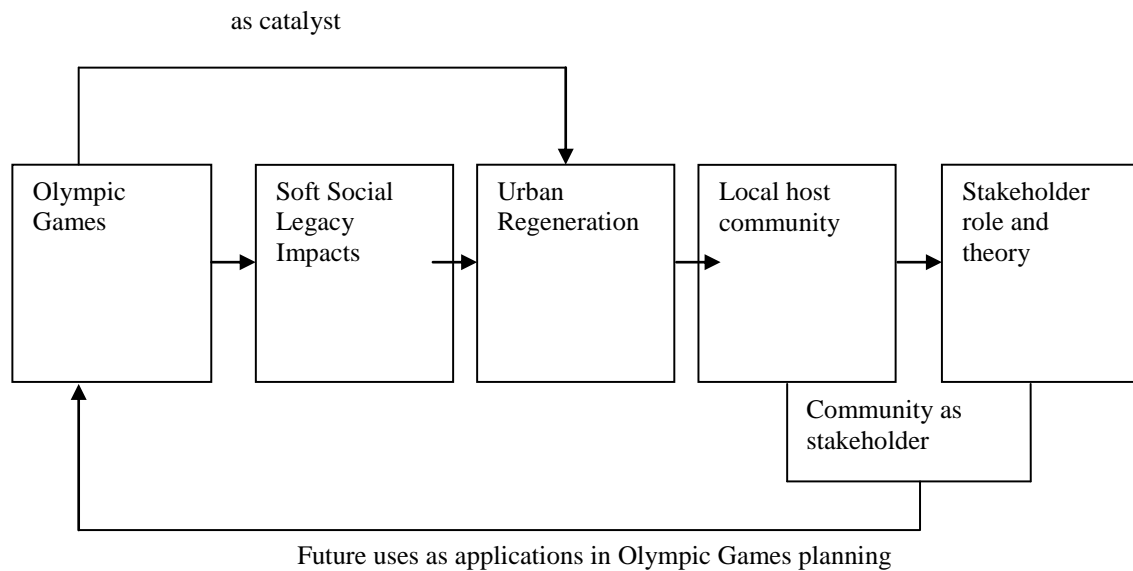 as catalyst
Olympic
Games
Soft Social
Legacy
Impacts
Urban
Regeneration
Local host
community
Stakeholder
role and
theory
Community as
stakeholder
Future uses as applications in Olympic Games planning